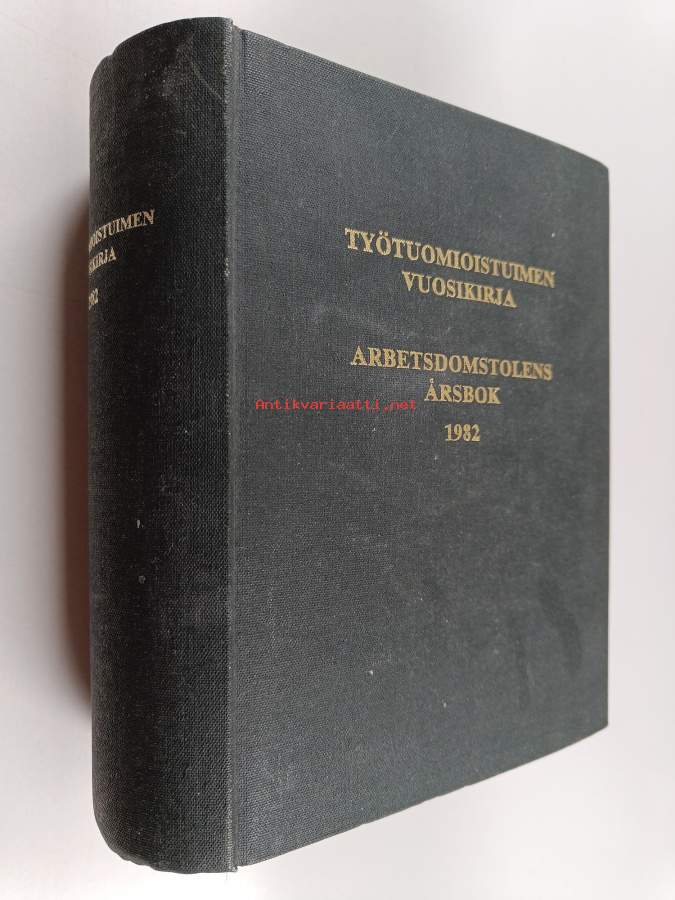 TYÖTUOMIOISTUIMEN
VUOSIKIRJA
ARBETSDOMSTOLENS
ÅRSBOK
1982
Antikvariaatti.net